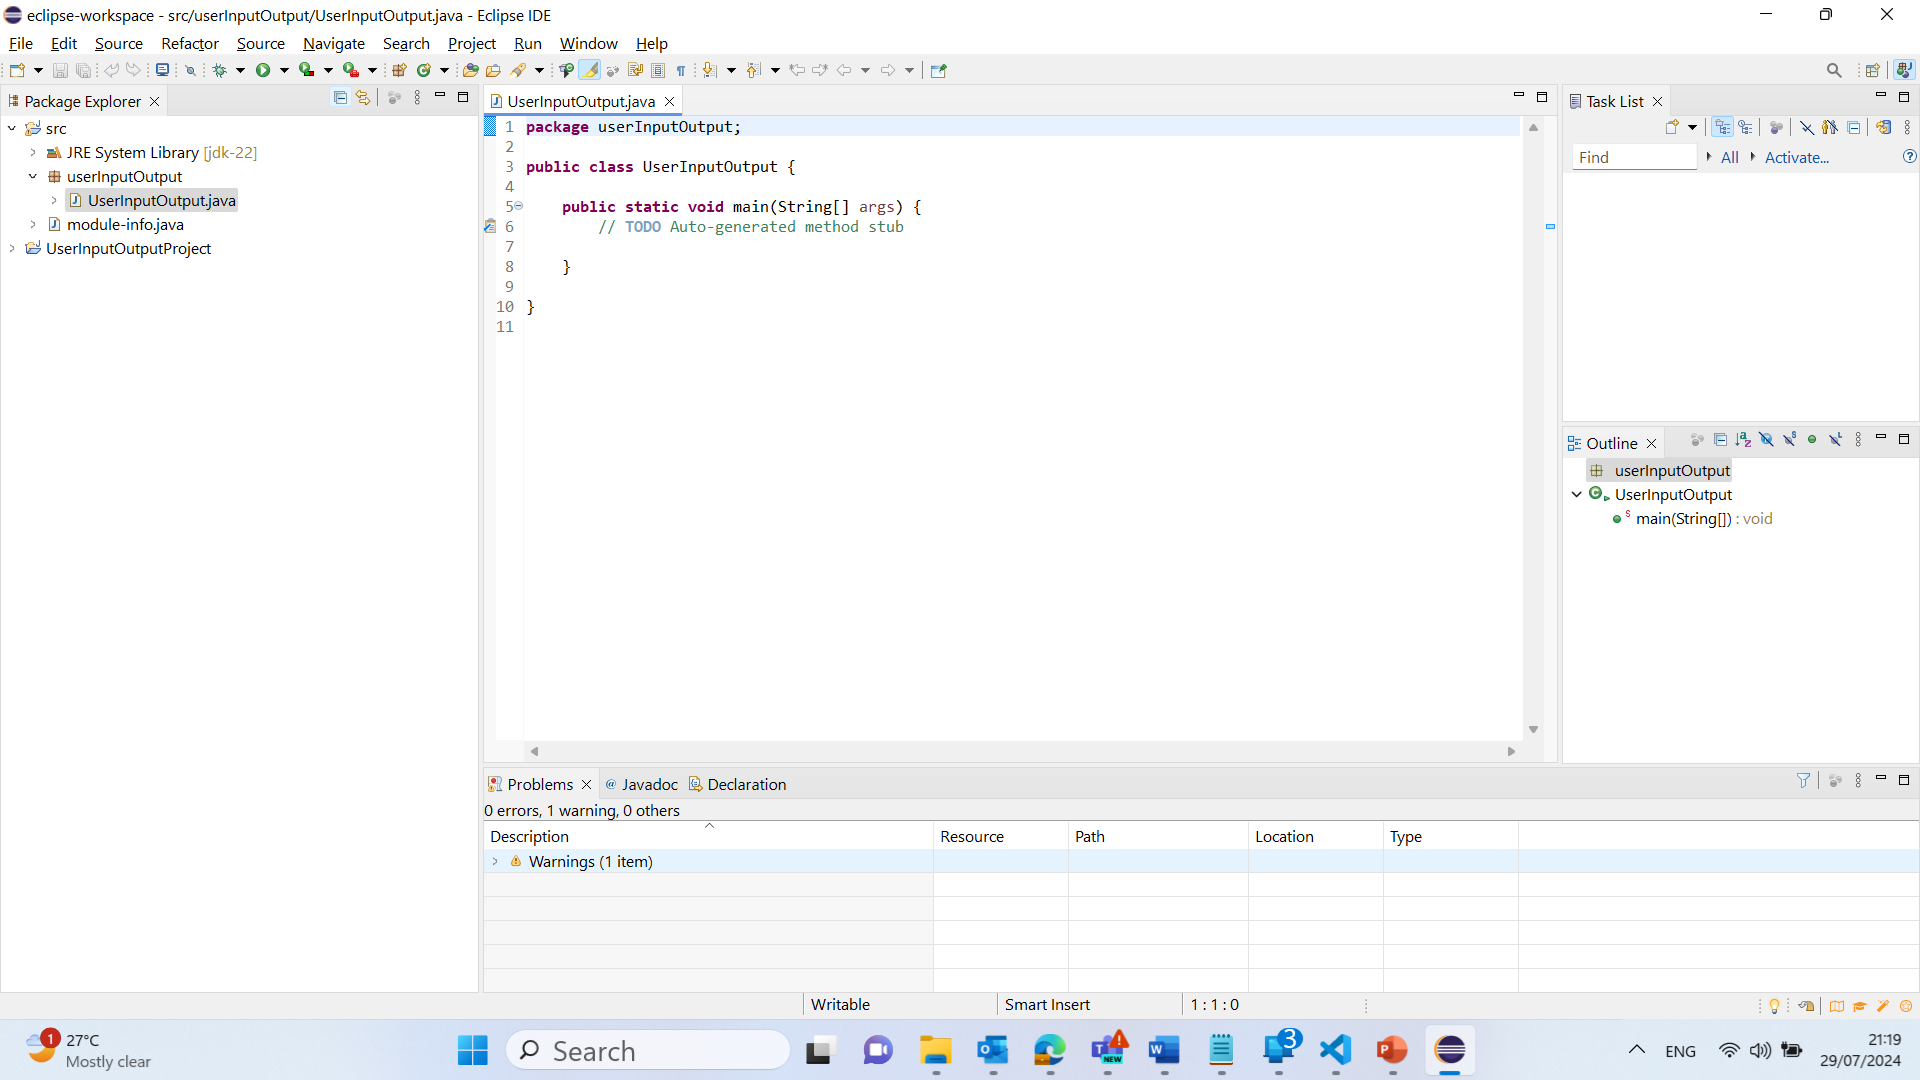 eclipse-workspace - src/userInputOutput/UserInputOutput.java - Eclipse IDE
File Edit Source Refactor Source Navigate Search Project Run Window Help
Package Explorer
src
JRE System Library [jdk-22]
userInputOutput
UserInputOutput.java
module-info.java
UserInputOutputProject
UserInputOutput.java
1 package userInputOutput;
2
3 public class UserInputOutput {
4
5 public static void main(String[] args) {
6 // TODO Auto-generated method stub
7
8 }
9
10 }
11
Task List
Find All Activate...
Outline
userInputOutput
UserInputOutput
main(String[]) : void
Problems Javadoc Declaration
0 errors, 1 warning, 0 others
Description Resource Path Location Type
Warnings (1 item)
Writable Smart Insert 1 : 1 : 0
1
27°C
Mostly clear
Search
NEW
3
ENG
21:19
29/07/2024